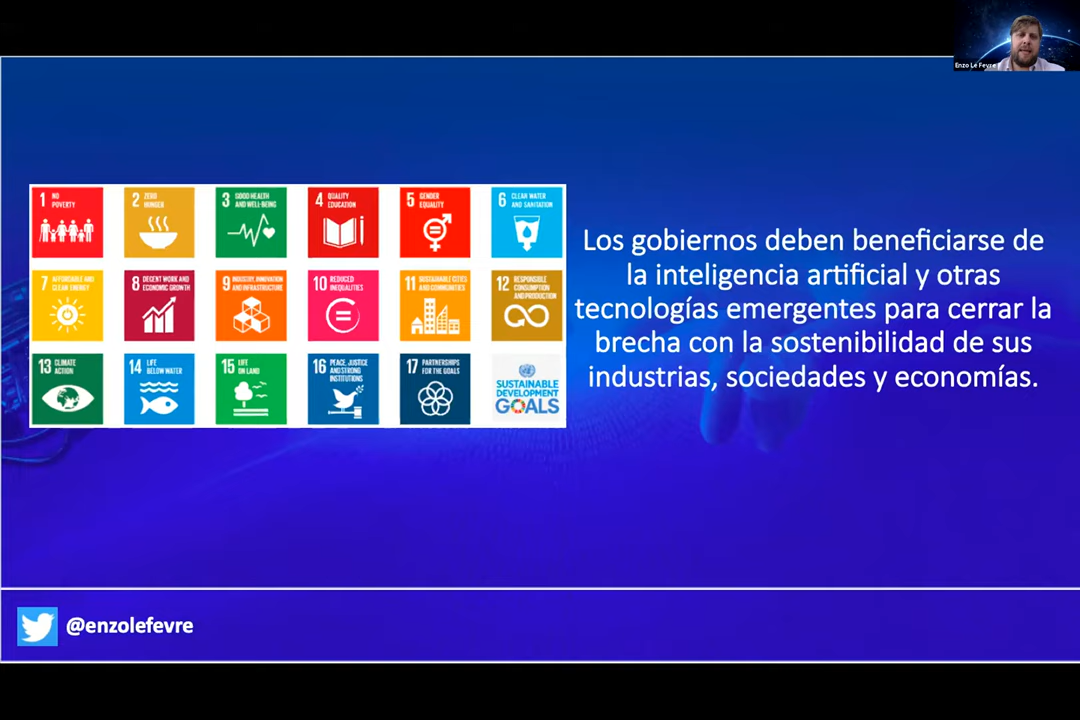 Enzo Le Fevre
1 NO
POVERTY
2 ZERO
HUNGER
3 GOOD HEALTH
AND WELL-BEING
4 QUALITY
EDUCATION
5 GENDER
EQUALITY
6 CLEAN WATER
AND SANITATION
7 AFFORDABLE AND
CLEAN ENERGY
8 DECENT WORK AND
ECONOMIC GROWTH
9 INDUSTRY, INNOVATION
AND INFRASTRUCTURE
10 REDUCED
INEQUALITIES
11 SUSTAINABLE CITIES
AND COMMUNITIES
12 RESPONSIBLE
CONSUMPTION
AND PRODUCTION
13 CLIMATE
ACTION
14 LIFE
BELOW WATER
15 LIFE
ON LAND
16 PEACE, JUSTICE
AND STRONG
INSTITUTIONS
17 PARTNERSHIPS
FOR THE GOALS
SUSTAINABLE
DEVELOPMENT
GOALS
Los gobiernos deben beneficiarse de
la inteligencia artificial y otras
tecnologías emergentes para cerrar la
brecha con la sostenibilidad de sus
industrias, sociedades y economías.
@enzolefevre